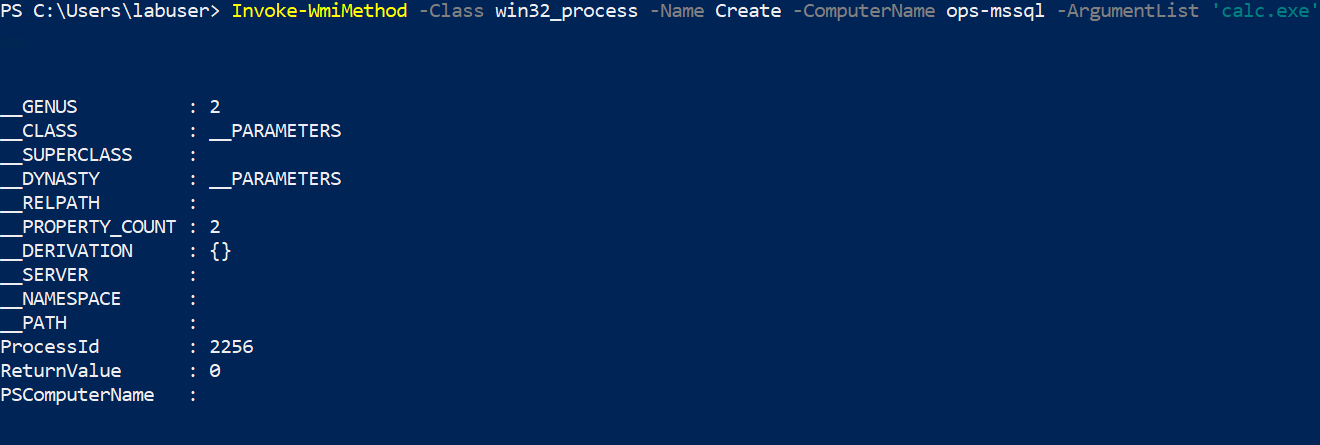 PS C:\Users\labuser> Invoke-WmiMethod -Class win32_process -Name Create -ComputerName ops-mssql -ArgumentList 'calc.exe'
__GENUS          : 2
__CLASS          : __PARAMETERS
__SUPERCLASS     :
__DYNASTY        : __PARAMETERS
__RELPATH        :
__PROPERTY_COUNT : 2
__DERIVATION     : {}
__SERVER         :
__NAMESPACE      :
__PATH           :
ProcessId        : 2256
ReturnValue      : 0
PSComputerName   :